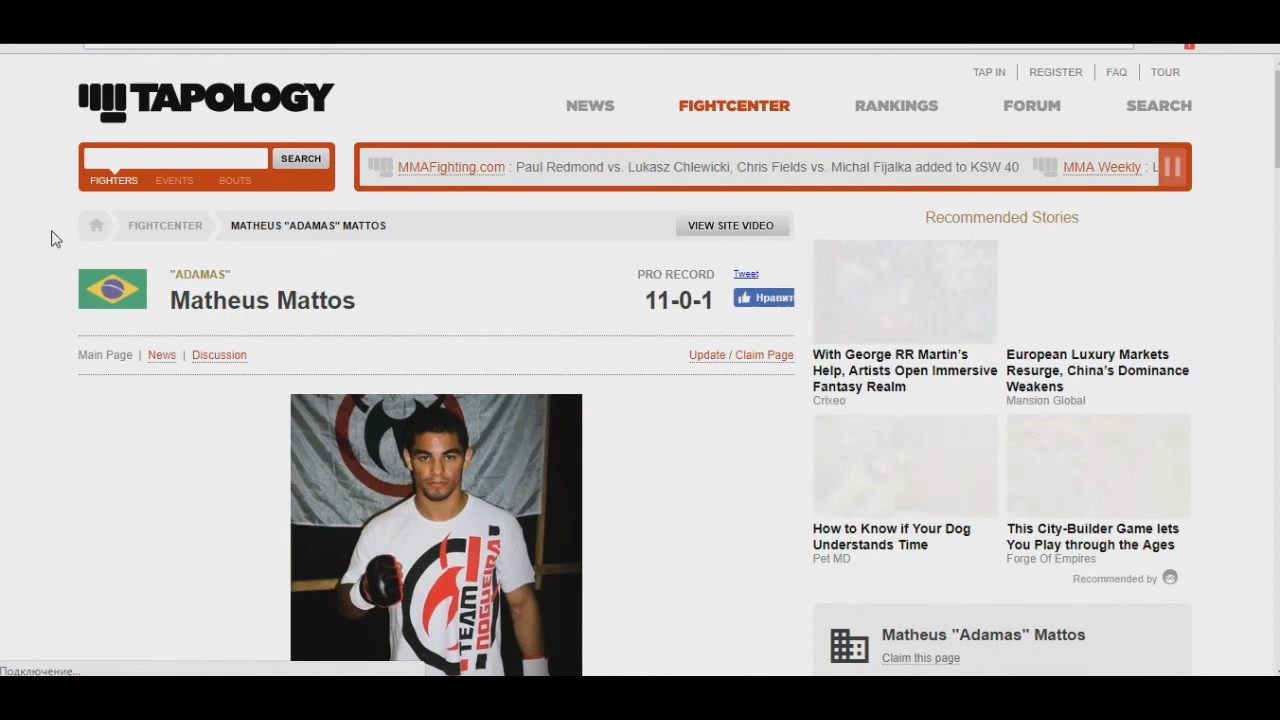 TAP IN
REGISTER
FAQ
TOUR
TAPOLOGY
NEWS
FIGHTCENTER
RANKINGS
FORUM
SEARCH
SEARCH
FIGHTERS
EVENTS
BOUTS
MMAFighting.com : Paul Redmond vs. Lukasz Chlewicki, Chris Fields vs. Michal Fijalka added to KSW 40
MMA Weekly : L
FIGHTCENTER
MATHEUS "ADAMAS" MATTOS
VIEW SITE VIDEO
"ADAMAS"
Matheus Mattos
PRO RECORD
11-0-1
Tweet
Нравит
Main Page | News | Discussion
Update / Claim Page
TEAM
NOGUEIRA
Recommended Stories
With George RR Martin's
Help, Artists Open Immersive
Fantasy Realm
Crixeo
European Luxury Markets
Resurge, China's Dominance
Weakens
Mansion Global
How to Know if Your Dog
Understands Time
Pet MD
This City-Builder Game lets
You Play through the Ages
Forge Of Empires
Recommended by
Matheus "Adamas" Mattos
Claim this page
Подключение...